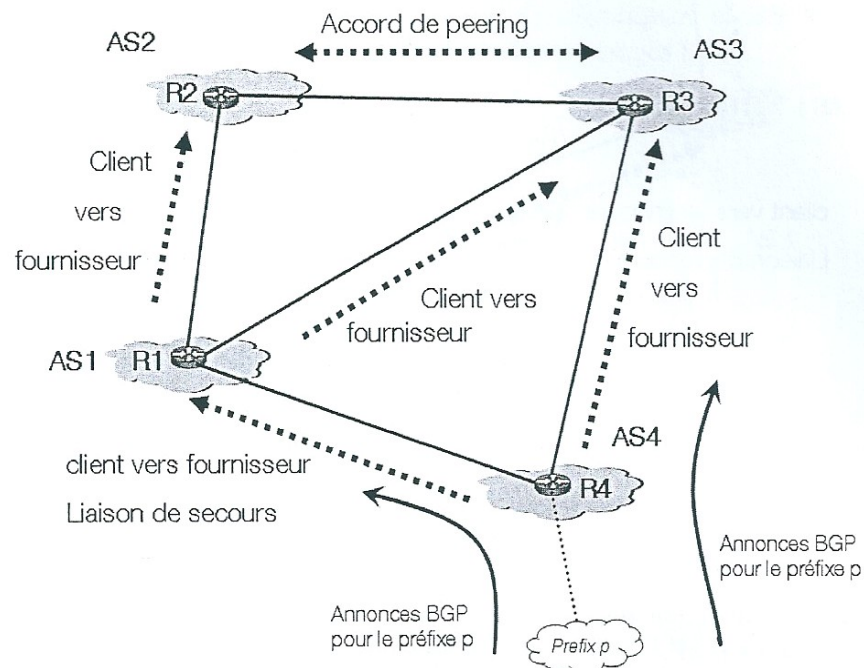 Accord de peering
AS2
AS3
R2
R3
Client
vers
fournisseur
Client
vers
fournisseur
Client vers
fournisseur
AS1
R1
AS4
client vers fournisseur
R4
Liaison de secours
Annonces BGP
pour le préfixe p
Annonces BGP
pour le préfixe p
Prefix p